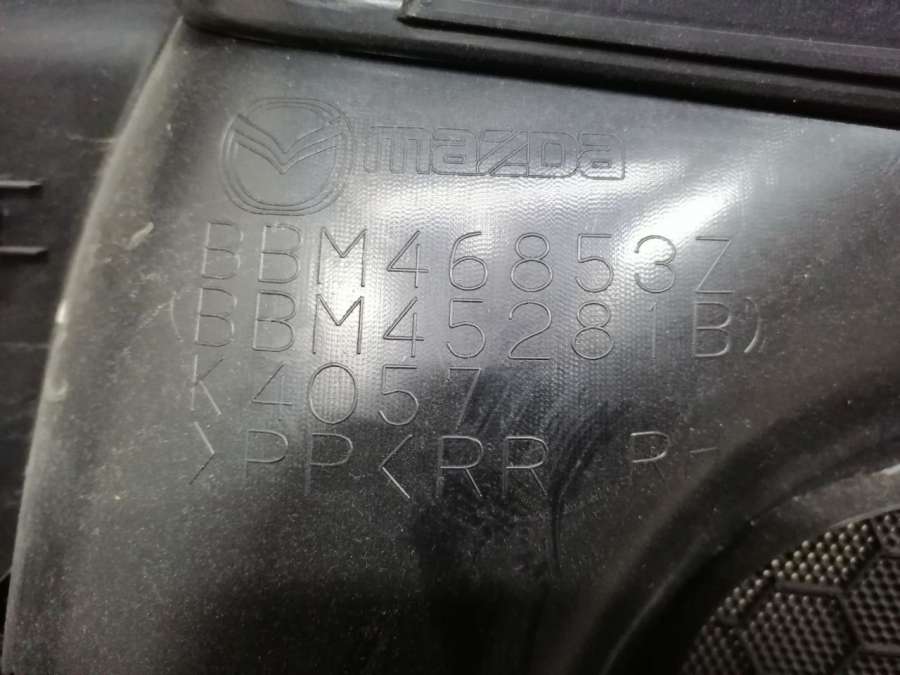 mazda
BBM46853Z
(BBM45281B)
K4057
>PP<RR R